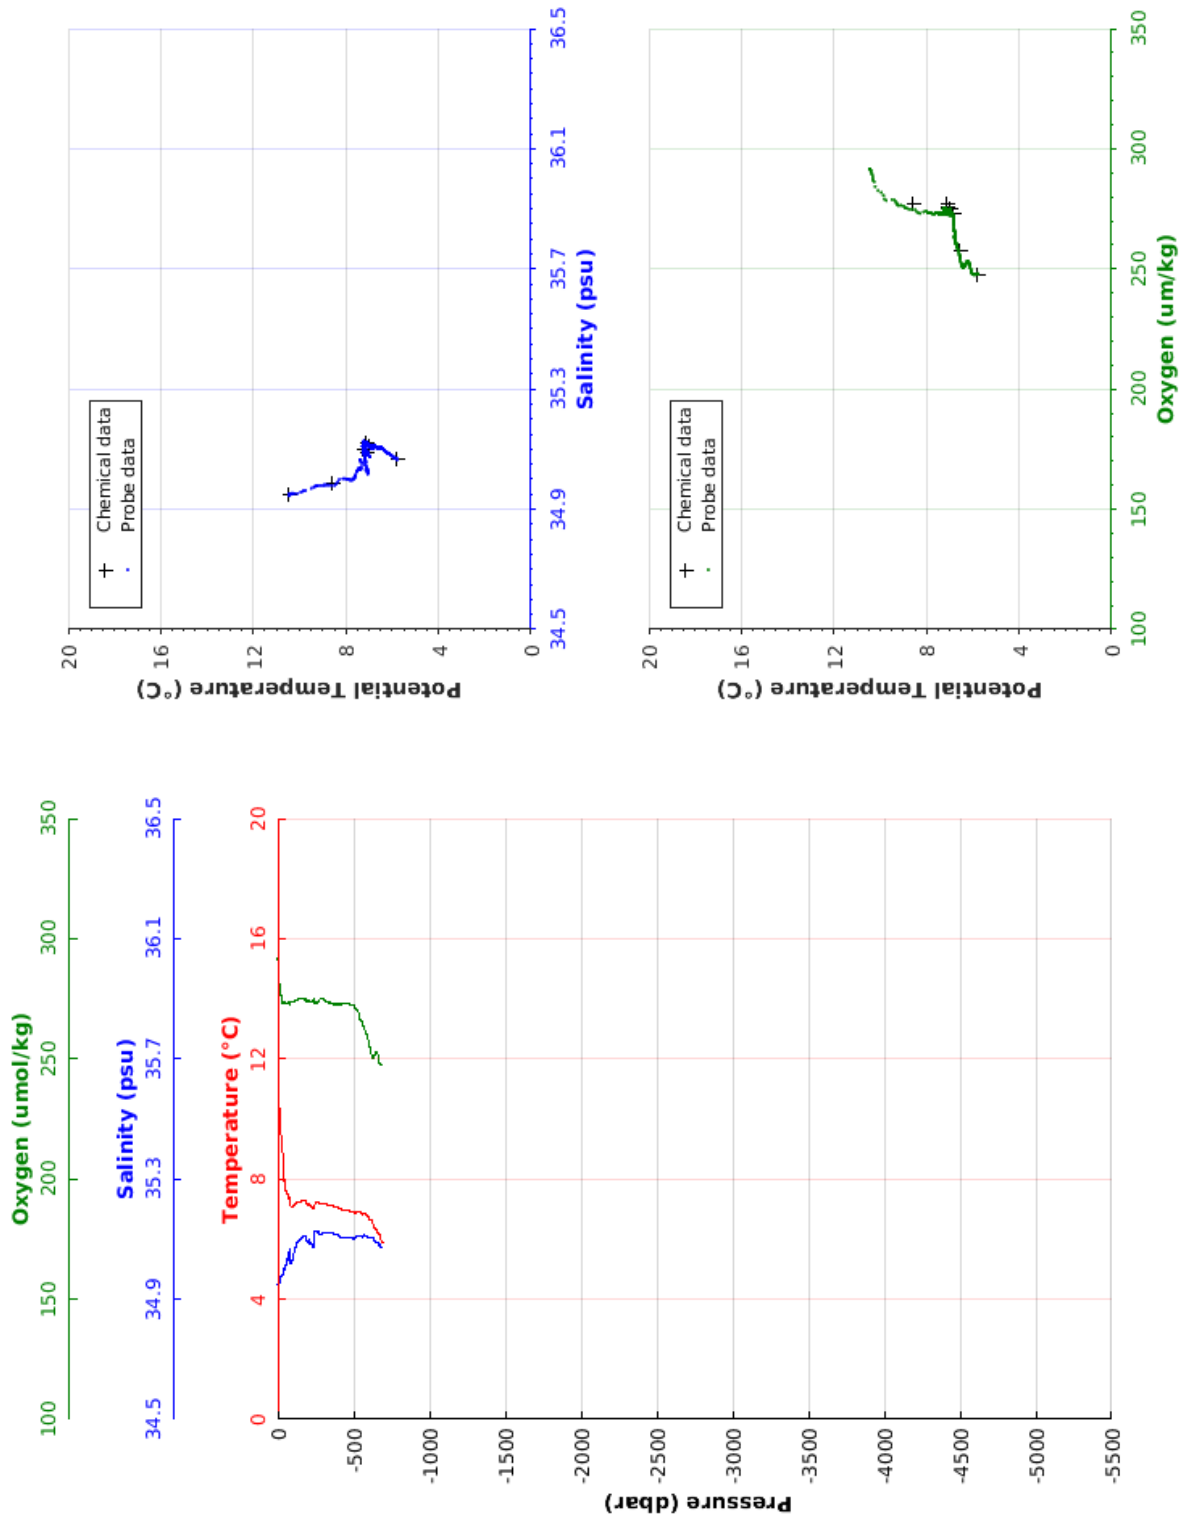 Oxygen (umol/kg)
100 150 200 250 300 350
Salinity (psu)
34.5 34.9 35.3 35.7 36.1 36.5
Temperature (°C)
0 4 8 12 16 20
Pressure (dbar)
0
-500
-1000
-1500
-2000
-2500
-3000
-3500
-4000
-4500
-5000
-5500
Potential Temperature (°C)
20
16
12
8
4
0
Chemical data
Probe data
34.5 34.9 35.3 35.7 36.1 36.5
Salinity (psu)
Potential Temperature (°C)
20
16
12
8
4
0
Chemical data
Probe data
100 150 200 250 300 350
Oxygen (um/kg)